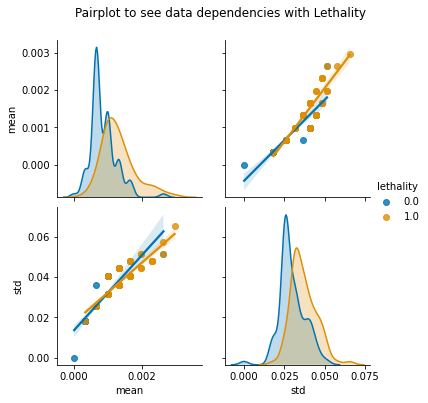 Pairplot to see data dependencies with Lethality
0.003
0.002
0.001
0.000
mean
lethality
0.0
1.0
0.06
0.04
0.02
0.00
std
0.000 0.002
mean
0.000 0.025 0.050 0.075
std